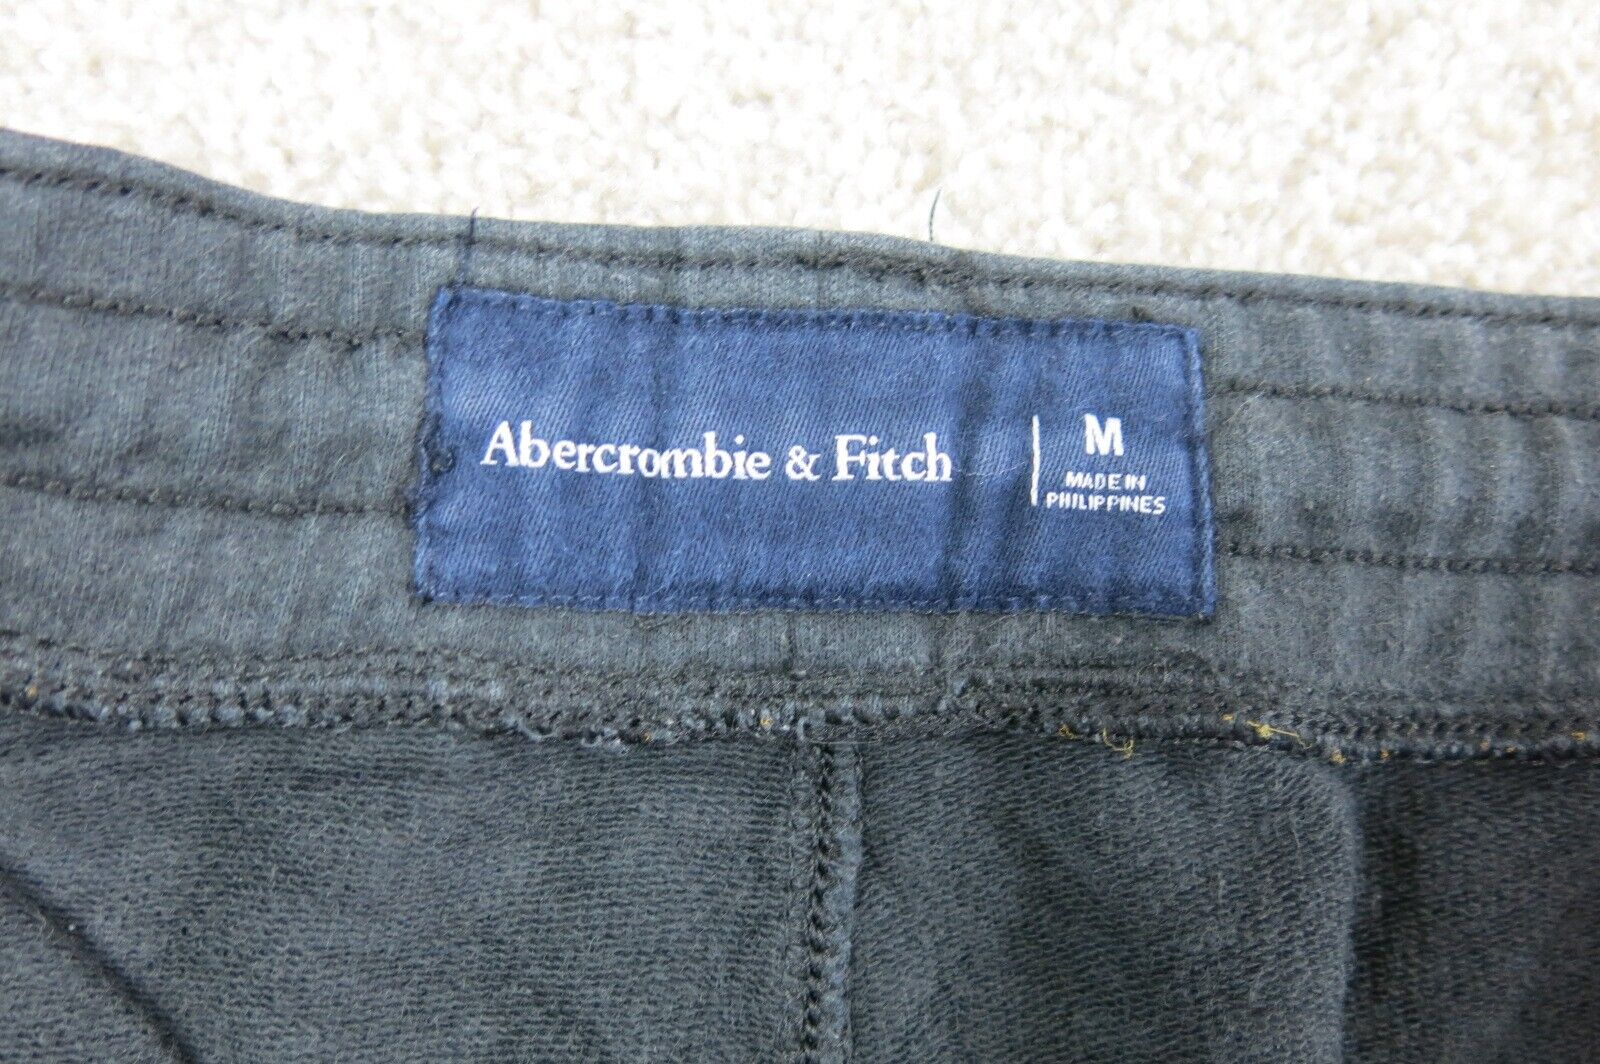 Abercrombie & Fitch
M
MADE IN
PHILIPPINES